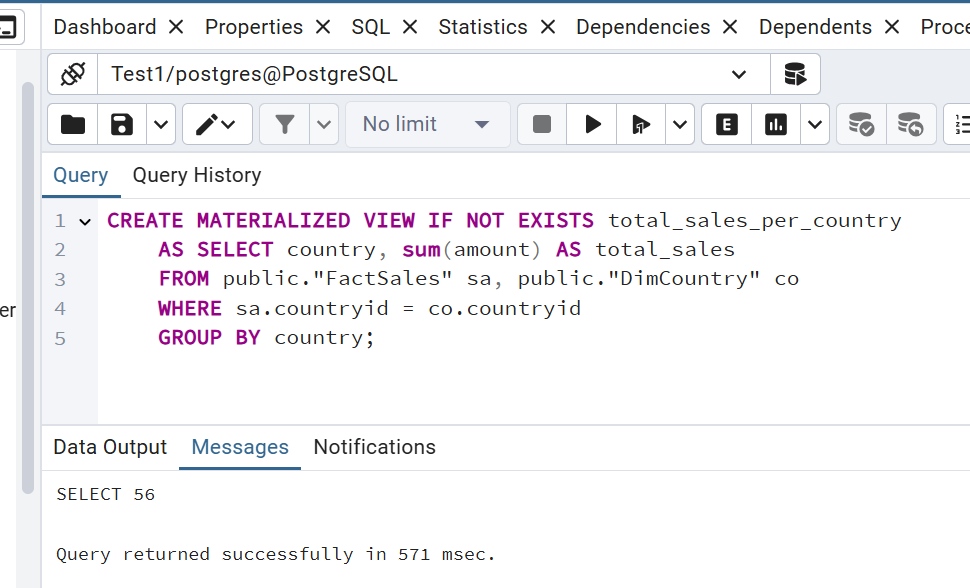 Dashboard Properties SQL Statistics Dependencies Dependents Proce
Test1/postgres@PostgreSQL
No limit E
Query Query History
1 CREATE MATERIALIZED VIEW IF NOT EXISTS total_sales_per_country
2 AS SELECT country, sum(amount) AS total_sales
3 FROM public."FactSales" sa, public."DimCountry" co
er
4 WHERE sa.countryid = co.countryid
5 GROUP BY country;
Data Output Messages Notifications
SELECT 56
Query returned successfully in 571 msec.